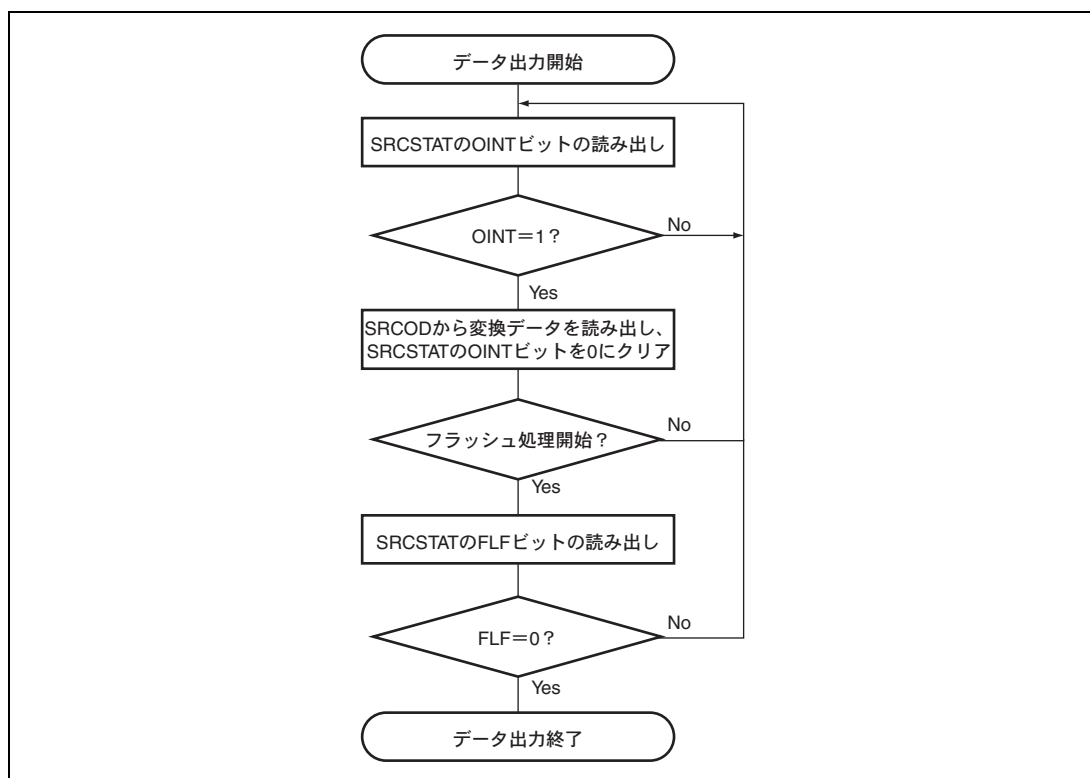 データ出力開始
SRCSTATのOINTビットの読み出し
OINT＝1？
No
Yes
SRCODから変換データを読み出し、
SRCSTATのOINTビットを0にクリア
フラッシュ処理開始？
No
Yes
SRCSTATのFLFビットの読み出し
FLF＝0？
No
Yes
データ出力終了